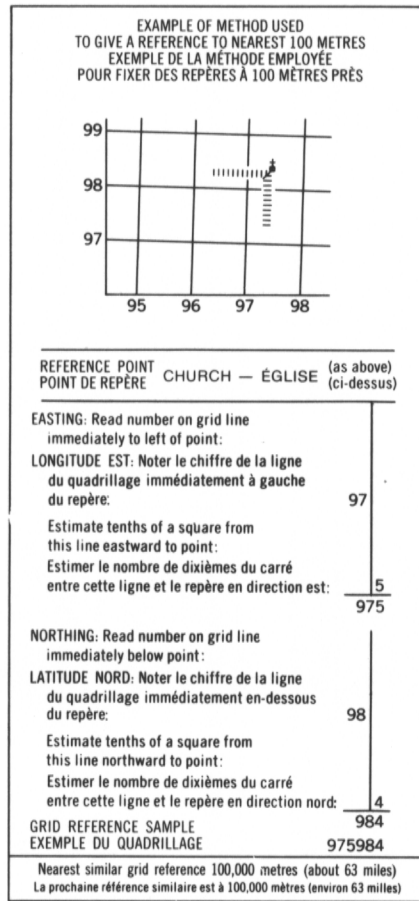 EXAMPLE OF METHOD USED
TO GIVE A REFERENCE TO NEAREST 100 METRES
EXEMPLE DE LA MÉTHODE EMPLOYÉE
POUR FIXER DES REPÈRES À 100 MÈTRES PRÈS
99
98
97
95 96 97 98
REFERENCE POINT CHURCH — ÉGLISE (as above)
POINT DE REPÈRE (ci-dessus)
EASTING: Read number on grid line
immediately to left of point:
LONGITUDE EST: Noter le chiffre de la ligne
du quadrillage immédiatement à gauche
du repère: 97
Estimate tenths of a square from
this line eastward to point:
Estimer le nombre de dixièmes du carré
entre cette ligne et le repère en direction est: 5
975
NORTHING: Read number on grid line
immediately below point:
LATITUDE NORD: Noter le chiffre de la ligne
du quadrillage immédiatement en-dessous
du repère: 98
Estimate tenths of a square from
this line northward to point:
Estimer le nombre de dixièmes du carré
entre cette ligne et le repère en direction nord: 4
GRID REFERENCE SAMPLE 984
EXEMPLE DU QUADRILLAGE 975984
Nearest similar grid reference 100,000 metres (about 63 miles)
La prochaine référence similaire est à 100,000 mètres (environ 63 milles)